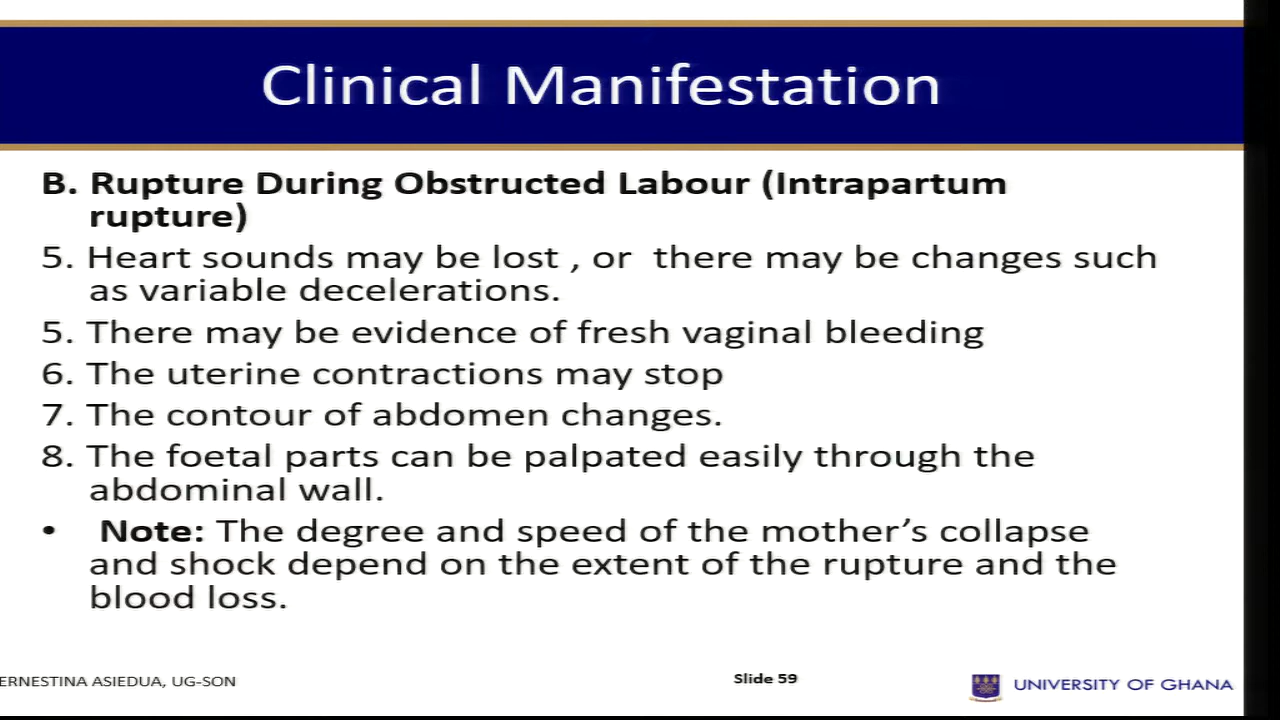 Clinical Manifestation
B. Rupture During Obstructed Labour (Intrapartum
rupture)
5. Heart sounds may be lost , or there may be changes such
as variable decelerations.
5. There may be evidence of fresh vaginal bleeding
6. The uterine contractions may stop
7. The contour of abdomen changes.
8. The foetal parts can be palpated easily through the
abdominal wall.
• Note: The degree and speed of the mother’s collapse
and shock depend on the extent of the rupture and the
blood loss.
ERNESTINA ASIEDUA, UG-SON
Slide 59
UNIVERSITY OF GHANA